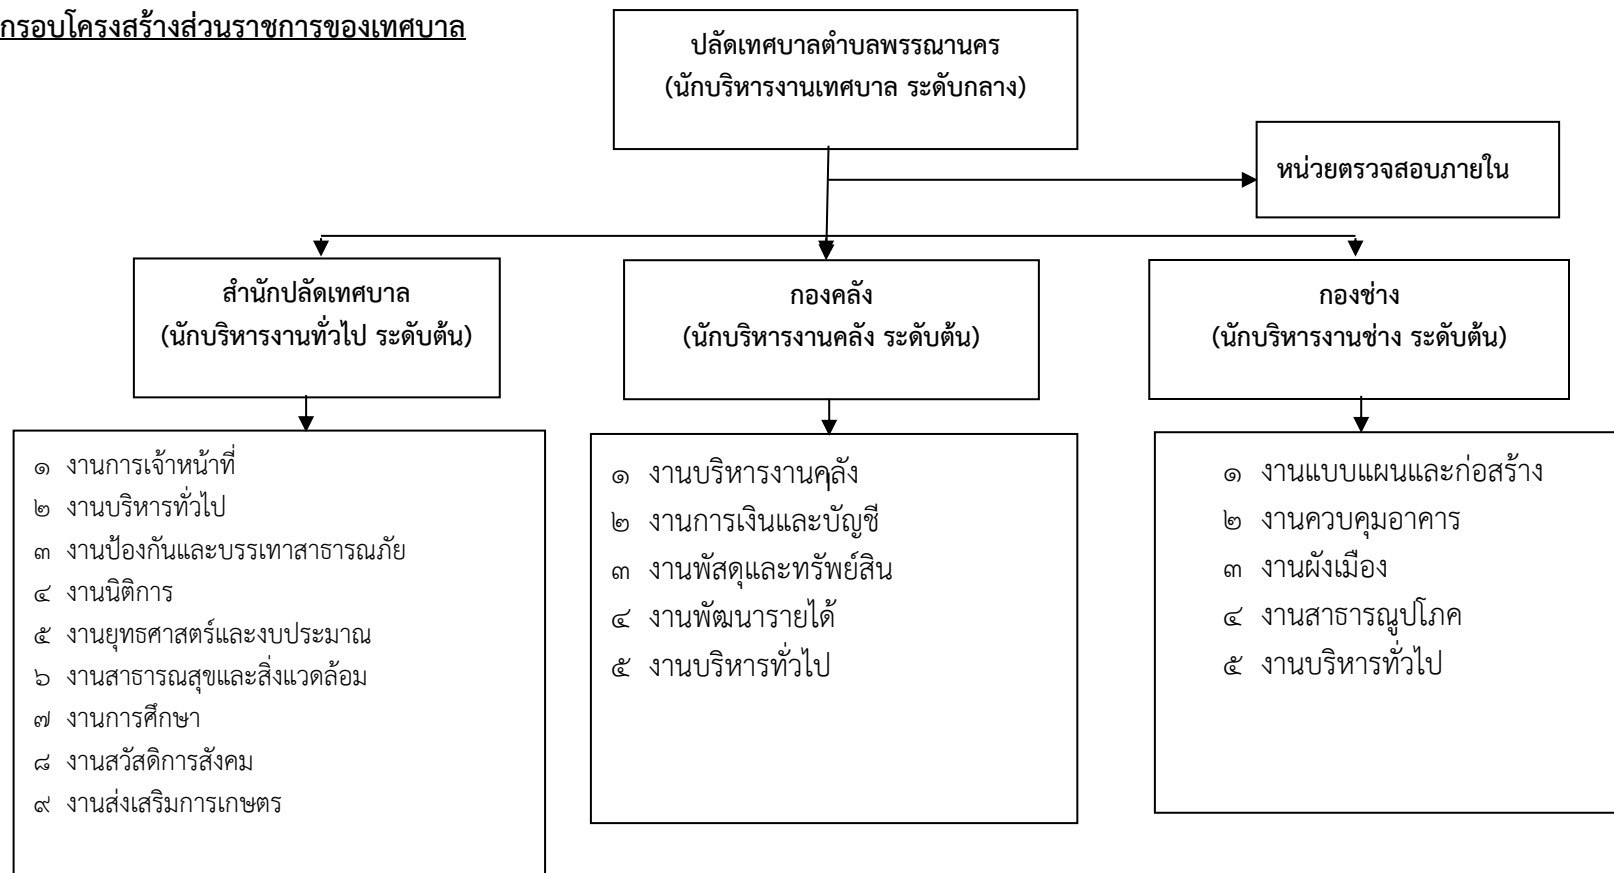 กรอบโครงสร้างส่วนราชการของเทศบาล
ปลัดเทศบาลตำบลพรรณานคร
(นักบริหารงานเทศบาล ระดับกลาง)
หน่วยตรวจสอบภายใน
สำนักปลัดเทศบาล
(นักบริหารงานทั่วไป ระดับต้น)
กองคลัง
(นักบริหารงานคลัง ระดับต้น)
กองช่าง
(นักบริหารงานช่าง ระดับต้น)
๑ งานการเจ้าหน้าที่
๒ งานบริหารทั่วไป
๓ งานป้องกันและบรรเทาสาธารณภัย
๔ งานนิติการ
๕ งานยุทธศาสตร์และงบประมาณ
๖ งานสาธารณสุขและสิ่งแวดล้อม
๗ งานการศึกษา
๘ งานสวัสดิการสังคม
๙ งานส่งเสริมการเกษตร
๑ งานบริหารงานคลัง
๒ งานการเงินและบัญชี
๓ งานพัสดุและทรัพย์สิน
๔ งานพัฒนารายได้
๕ งานบริหารทั่วไป
๑ งานแบบแผนและก่อสร้าง
๒ งานควบคุมอาคาร
๓ งานผังเมือง
๔ งานสาธารณูปโภค
๕ งานบริหารทั่วไป